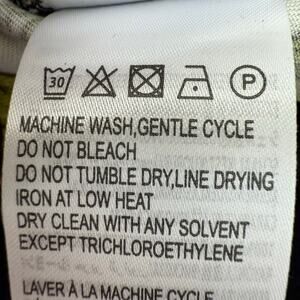 30 P
MACHINE WASH,GENTLE CYCLE
DO NOT BLEACH
DO NOT TUMBLE DRY,LINE DRYING
IRON AT LOW HEAT
DRY CLEAN WITH ANY SOLVENT
EXCEPT TRICHLOROETHYLENE
LAVER À LA MACHINE CYCLE